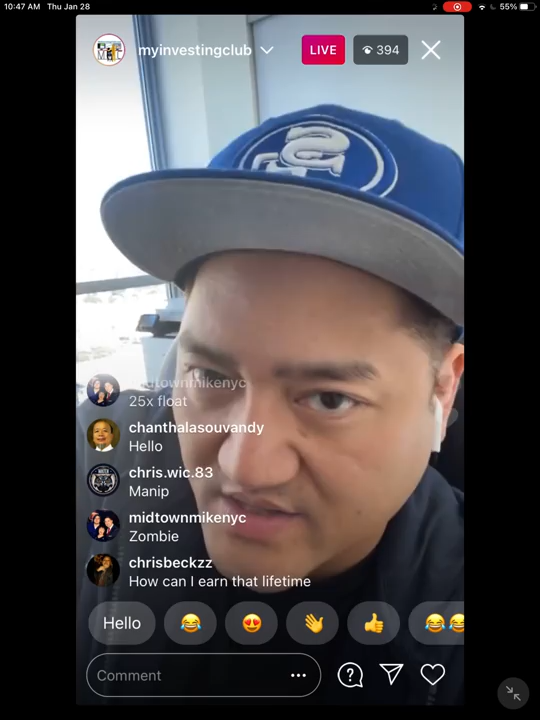 10:47 AM Thu Jan 28
55%
myinvestingclub
LIVE
394
25x float
chanthalasouvandy
Hello
chris.wic.83
Manip
midtownmikenyc
Zombie
chrisbeckzz
How can I earn that lifetime
Hello
Comment